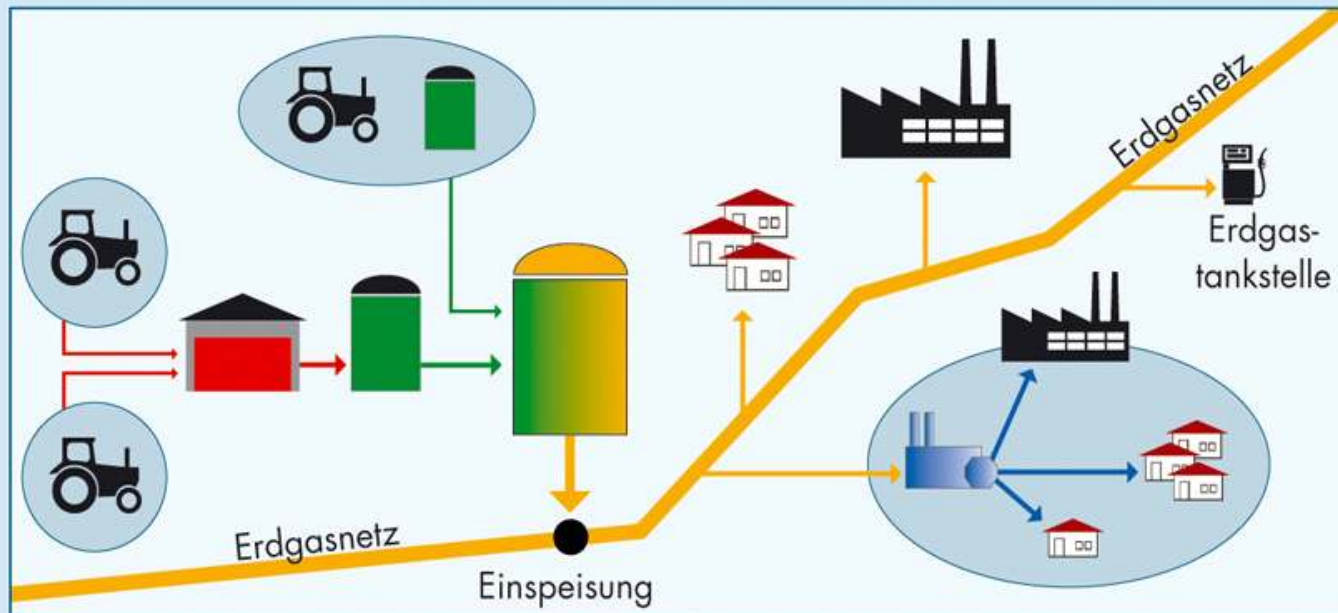 Erdgasnetz
Erdgas-
tankstelle
Erdgasnetz
Einspeisung